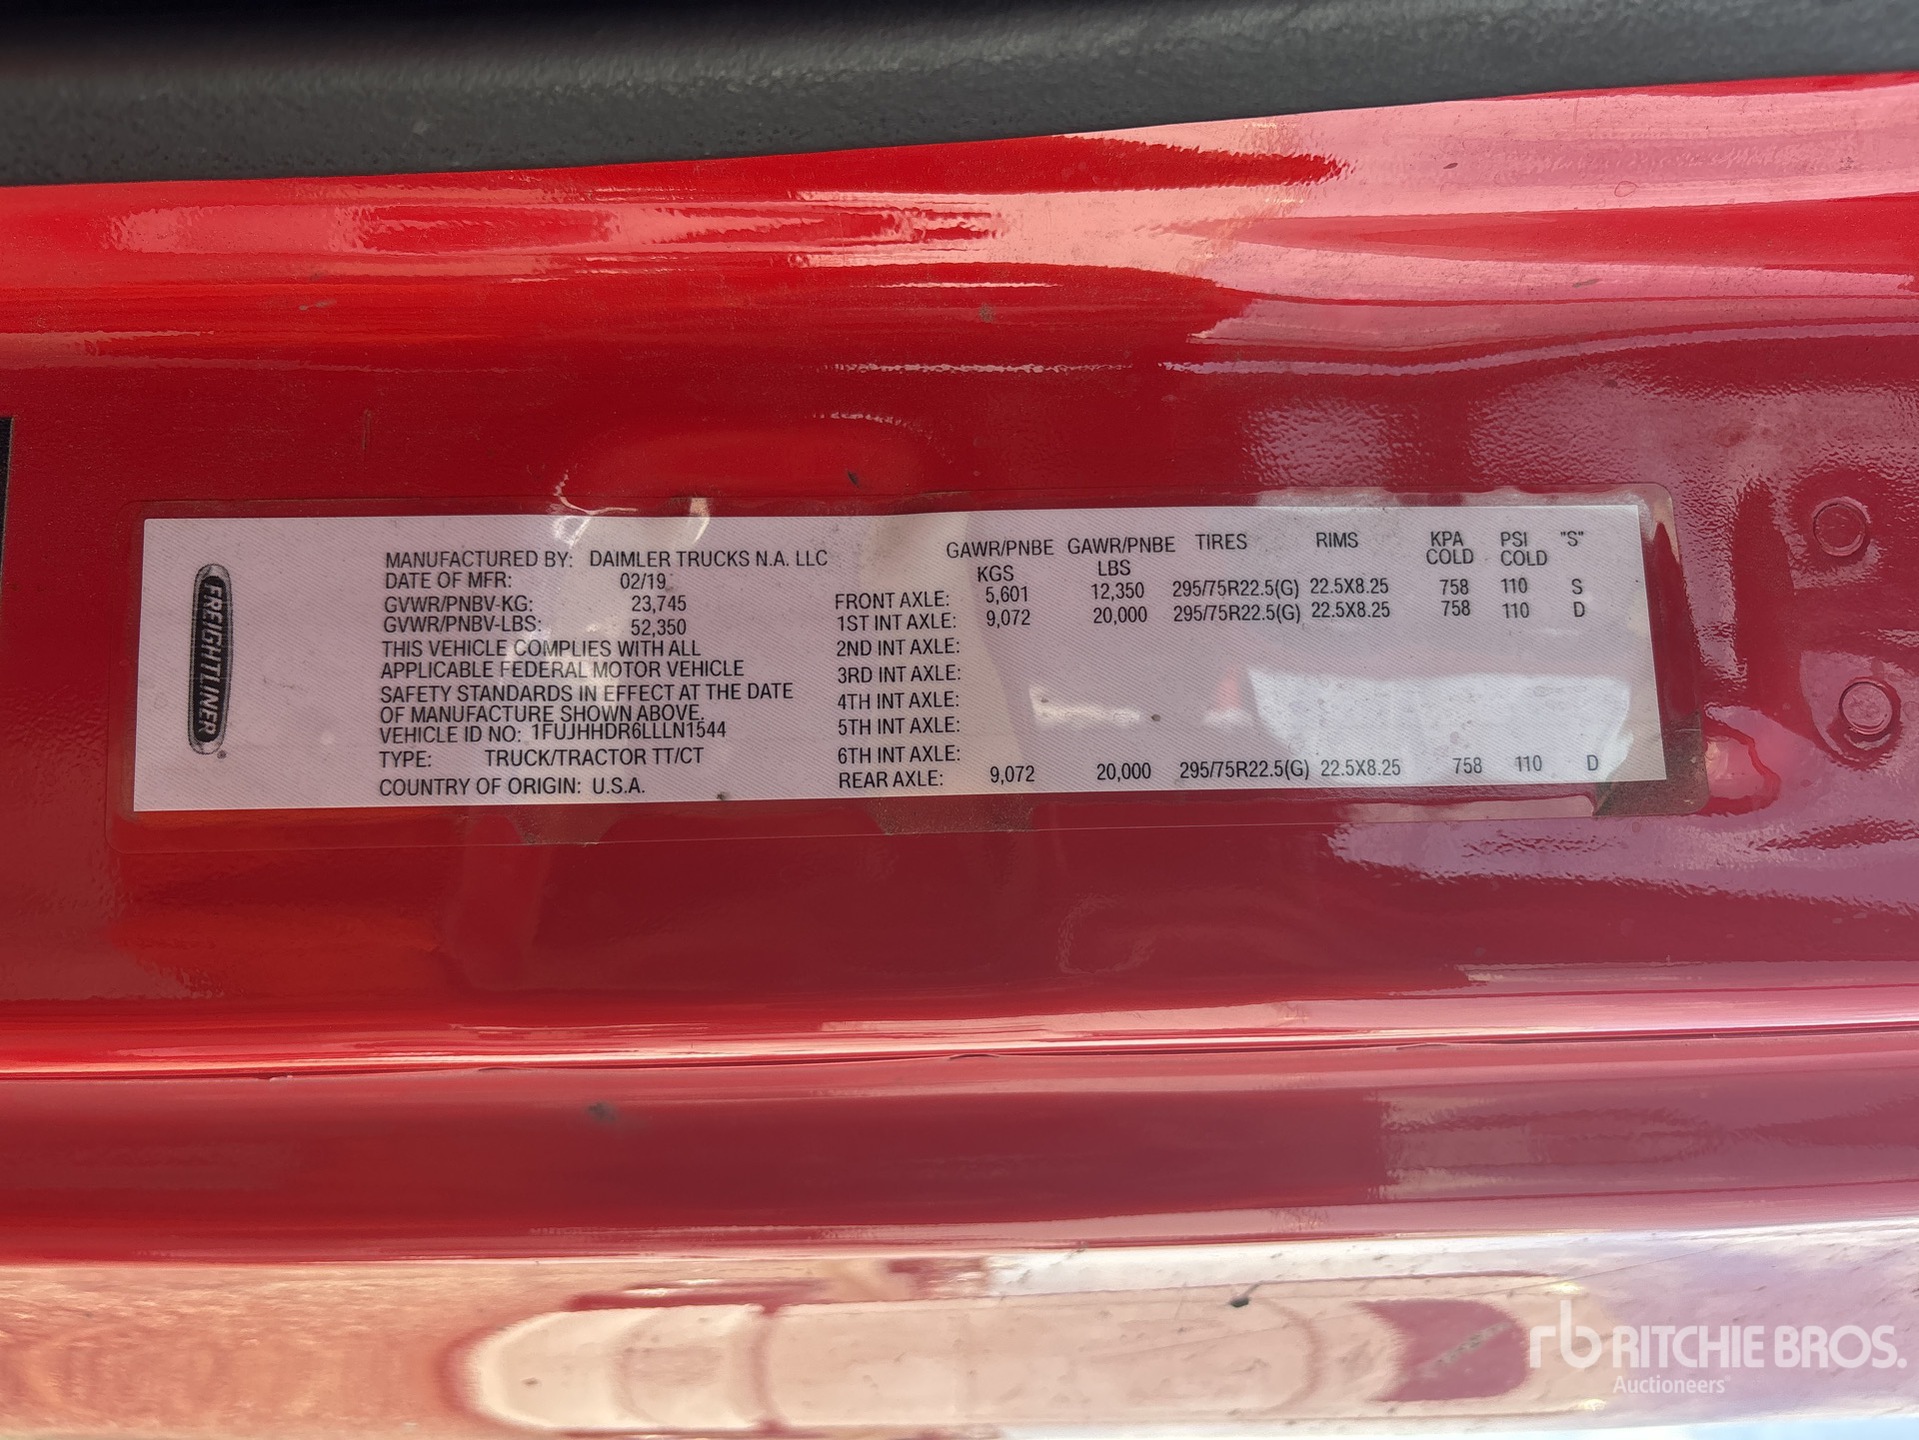 FREIGHTLINER®
MANUFACTURED BY: DAIMLER TRUCKS N.A. LLC
DATE OF MFR: 02/19
GVWR/PNBV-KG: 23,745
GVWR/PNBV-LBS: 52,350
THIS VEHICLE COMPLIES WITH ALL
APPLICABLE FEDERAL MOTOR VEHICLE
SAFETY STANDARDS IN EFFECT AT THE DATE
OF MANUFACTURE SHOWN ABOVE.
VEHICLE ID NO: 1FUJHHDR6LLLN1544
TYPE: TRUCK/TRACTOR TT/CT
COUNTRY OF ORIGIN: U.S.A.
GAWR/PNBE GAWR/PNBE TIRES RIMS KPA PSI "S"
KGS LBS COLD COLD
FRONT AXLE: 5,601 12,350 295/75R22.5(G) 22.5X8.25 758 110 S
1ST INT AXLE: 9,072 20,000 295/75R22.5(G) 22.5X8.25 758 110 D
2ND INT AXLE:
3RD INT AXLE:
4TH INT AXLE:
5TH INT AXLE:
6TH INT AXLE:
REAR AXLE: 9,072 20,000 295/75R22.5(G) 22.5X8.25 758 110 D
rb RITCHIE BROS.
Auctioneers